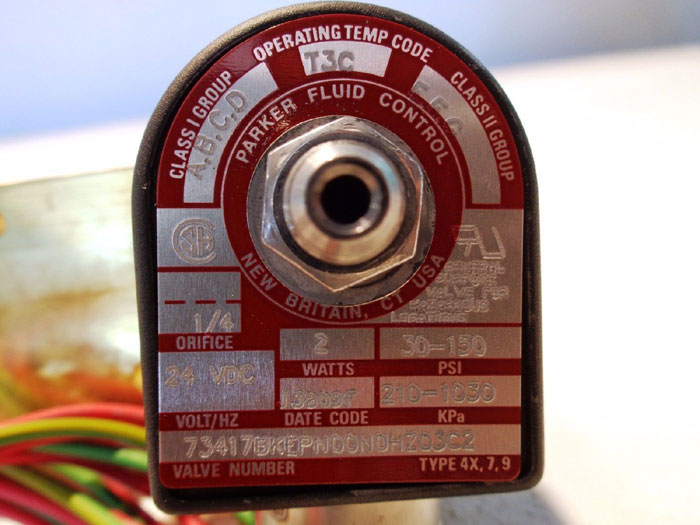 OPERATING TEMP CODE
T3C
CLASS I GROUP
A,B,C,D
CLASS II GROUP
PARKER FLUID CONTROL
NEW BRITAIN, CT USA
1/4
ORIFICE
2
WATTS
30-150
PSI
24 VDC
VOLT/HZ
DATE CODE
210-1030
KPa
73417BKEPN00N0HZ03C2
VALVE NUMBER
TYPE 4X, 7, 9